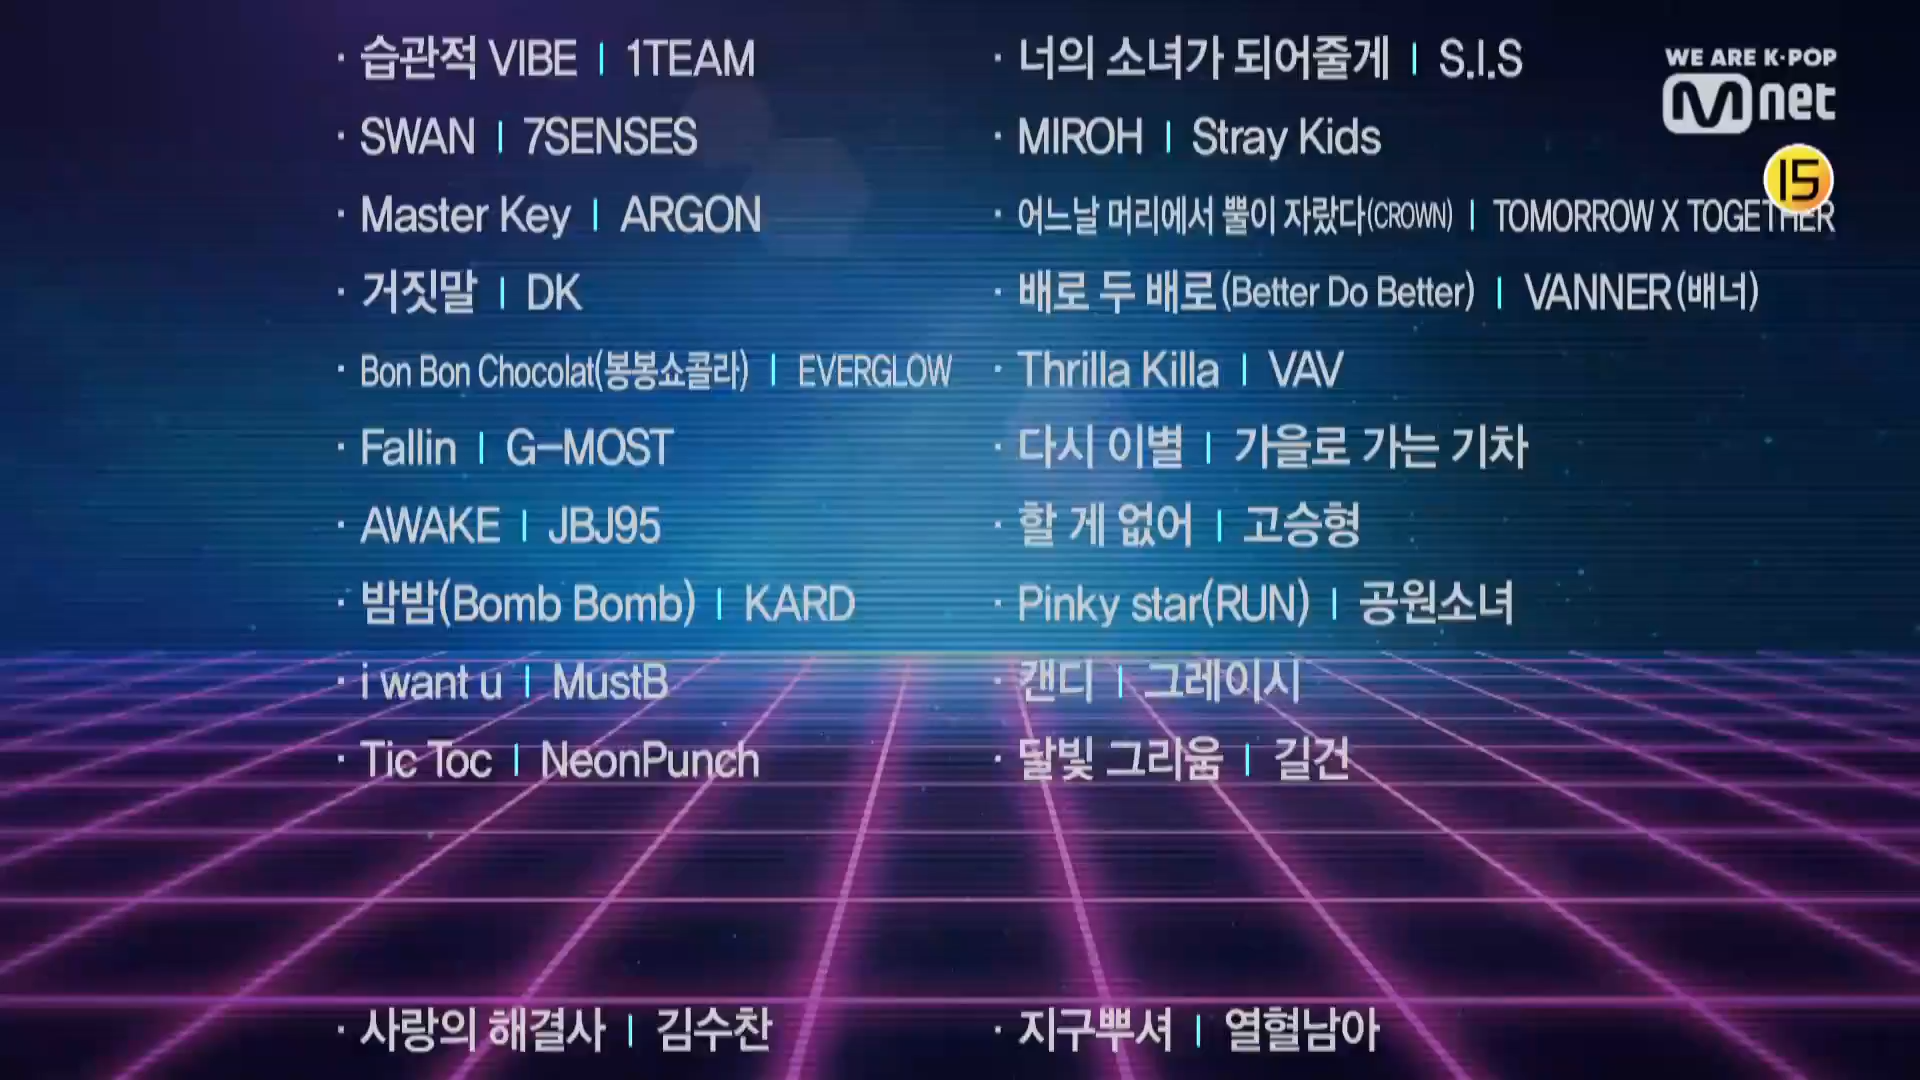 · 습관적 VIBE | 1TEAM
· SWAN | 7SENSES
· Master Key | ARGON
· 거짓말 | DK
· Bon Bon Chocolat(봉봉쇼콜라) | EVERGLOW
· Fallin | G-MOST
· AWAKE | JBJ95
· 밤밤(Bomb Bomb) | KARD
· i want u | MustB
· Tic Toc | NeonPunch
· 사랑의 해결사 | 김수찬
· 너의 소녀가 되어줄게 | S.I.S
· MIROH | Stray Kids
· 어느날 머리에서 뿔이 자랐다(CROWN) | TOMORROW X TOGETHER
· 배로 두 배로(Better Do Better) | VANNER(배너)
· Thrilla Killa | VAV
· 다시 이별 | 가을로 가는 기차
· 할 게 없어 | 고승형
· Pinky star(RUN) | 공원소녀
· 캔디 | 그레이시
· 달빛 그리움 | 길건
· 지구뿌셔 | 열혈남아
WE ARE K-POP
Mnet
15